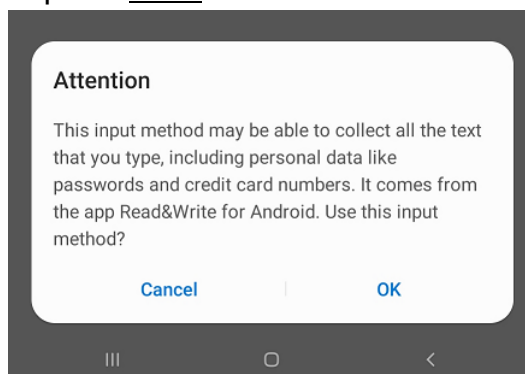 Attention
This input method may be able to collect all the text
that you type, including personal data like
passwords and credit card numbers. It comes from
the app Read&Write for Android. Use this input
method?
Cancel OK